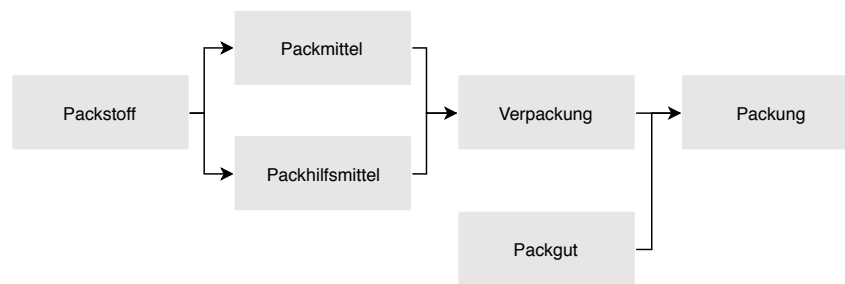 Packmittel
Packstoff
Verpackung
Packung
Packhilfsmittel
Packgut